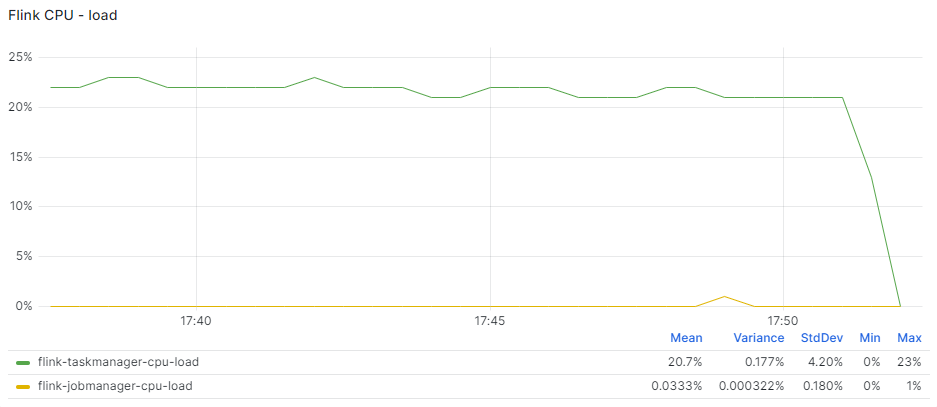 Flink CPU - load
25%
20%
15%
10%
5%
0%
17:40 17:45 17:50
Mean Variance StdDev Min Max
flink-taskmanager-cpu-load 20.7% 0.177% 4.20% 0% 23%
flink-jobmanager-cpu-load 0.0333% 0.000322% 0.180% 0% 1%